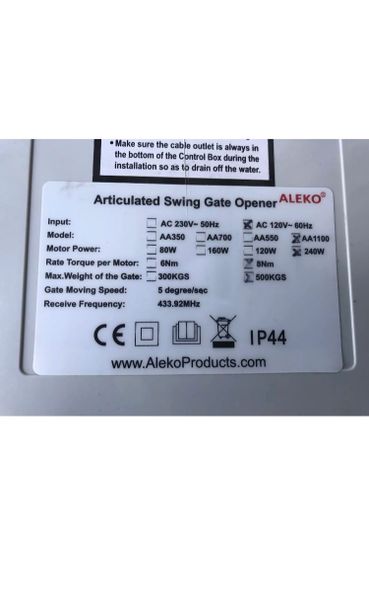 • Make sure the cable outlet is always in
the bottom of the Control Box during the
installation so as to drain off the water.
Articulated Swing Gate Opener ALEKO®
Input: ☐ AC 230V~ 50Hz ☒ AC 120V~ 60Hz
Model: ☐ AA350 ☐ AA700 ☐ AA550 ☒ AA1100
Motor Power: ☐ 80W ☐ 160W ☐ 120W ☒ 240W
Rate Torque per Motor: ☐ 6Nm ☒ 8Nm
Max.Weight of the Gate: ☐ 300KGS ☒ 500KGS
Gate Moving Speed: 5 degree/sec
Receive Frequency: 433.92MHz
CE IP44
www.AlekoProducts.com